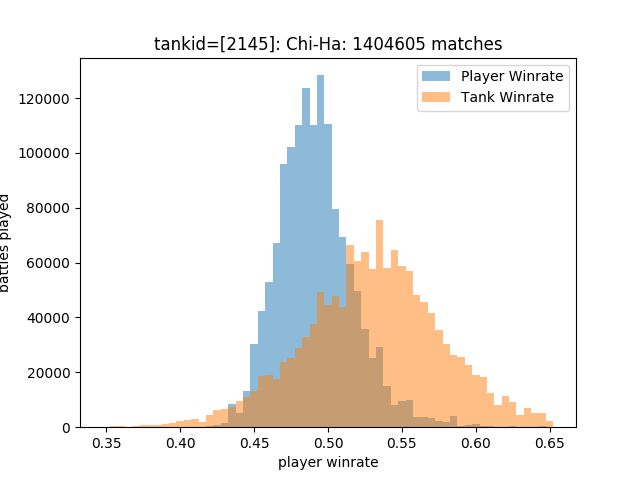 tankid=[2145]: Chi-Ha: 1404605 matches
Player Winrate
Tank Winrate
120000
100000
80000
60000
40000
20000
0
battles played
0.35 0.40 0.45 0.50 0.55 0.60 0.65
player winrate